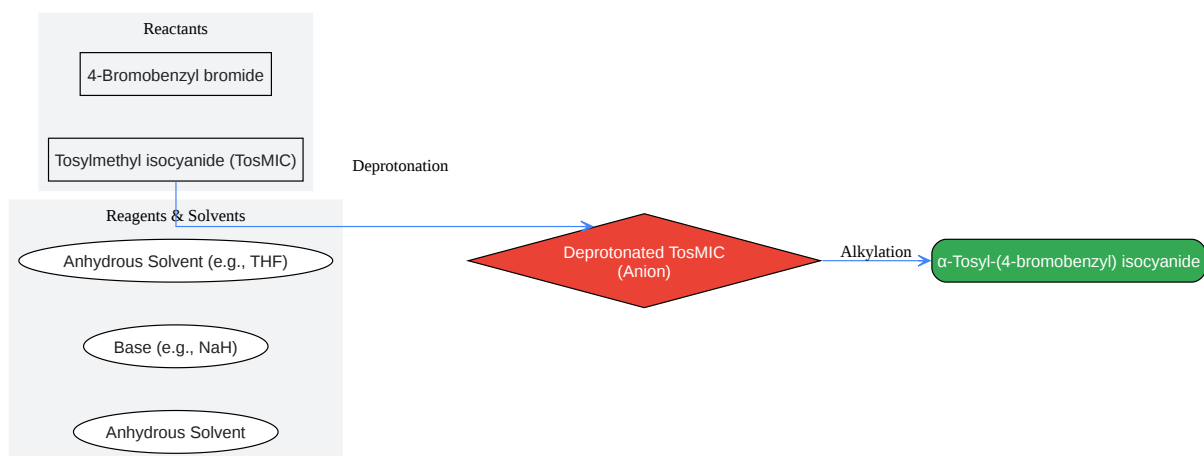 Reactants
4-Bromobenzyl bromide
Tosylmethyl isocyanide (TosMIC)
Deprotonation
Reagents & Solvents
Anhydrous Solvent (e.g., THF)
Base (e.g., NaH)
Anhydrous Solvent
Deprotonated TosMIC
(Anion)
Alkylation
α-Tosyl-(4-bromobenzyl) isocyanide